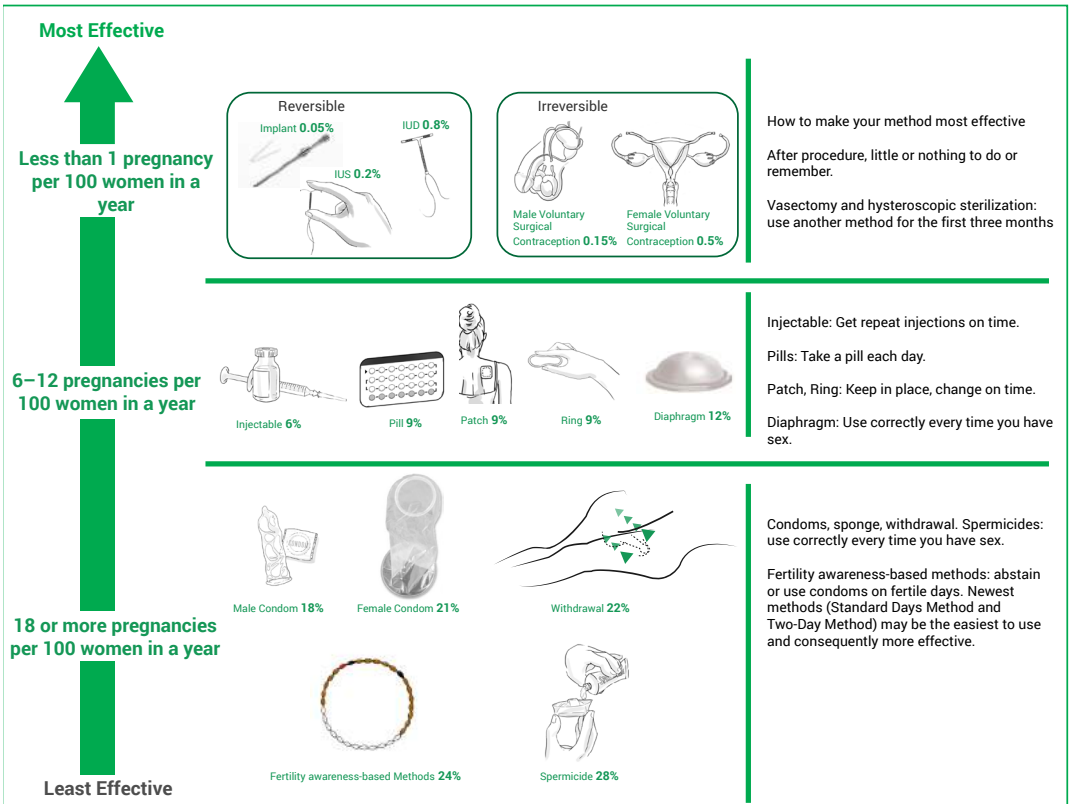 Most Effective
Less than 1 pregnancy
per 100 women in a
year
Reversible
Implant 0.05%
IUD 0.8%
IUS 0.2%
Irreversible
Male Voluntary
Surgical
Contraception 0.15%
Female Voluntary
Surgical
Contraception 0.5%
How to make your method most effective
After procedure, little or nothing to do or
remember.
Vasectomy and hysteroscopic sterilization:
use another method for the first three months
6–12 pregnancies per
100 women in a year
Injectable 6%
Pill 9%
Patch 9%
Ring 9%
Diaphragm 12%
Injectable: Get repeat injections on time.
Pills: Take a pill each day.
Patch, Ring: Keep in place, change on time.
Diaphragm: Use correctly every time you have
sex.
18 or more pregnancies
per 100 women in a year
Male Condom 18%
Female Condom 21%
Withdrawal 22%
Fertility awareness-based Methods 24%
Spermicide 28%
Condoms, sponge, withdrawal. Spermicides:
use correctly every time you have sex.
Fertility awareness-based methods: abstain
or use condoms on fertile days. Newest
methods (Standard Days Method and
Two-Day Method) may be the easiest to use
and consequently more effective.
Least Effective